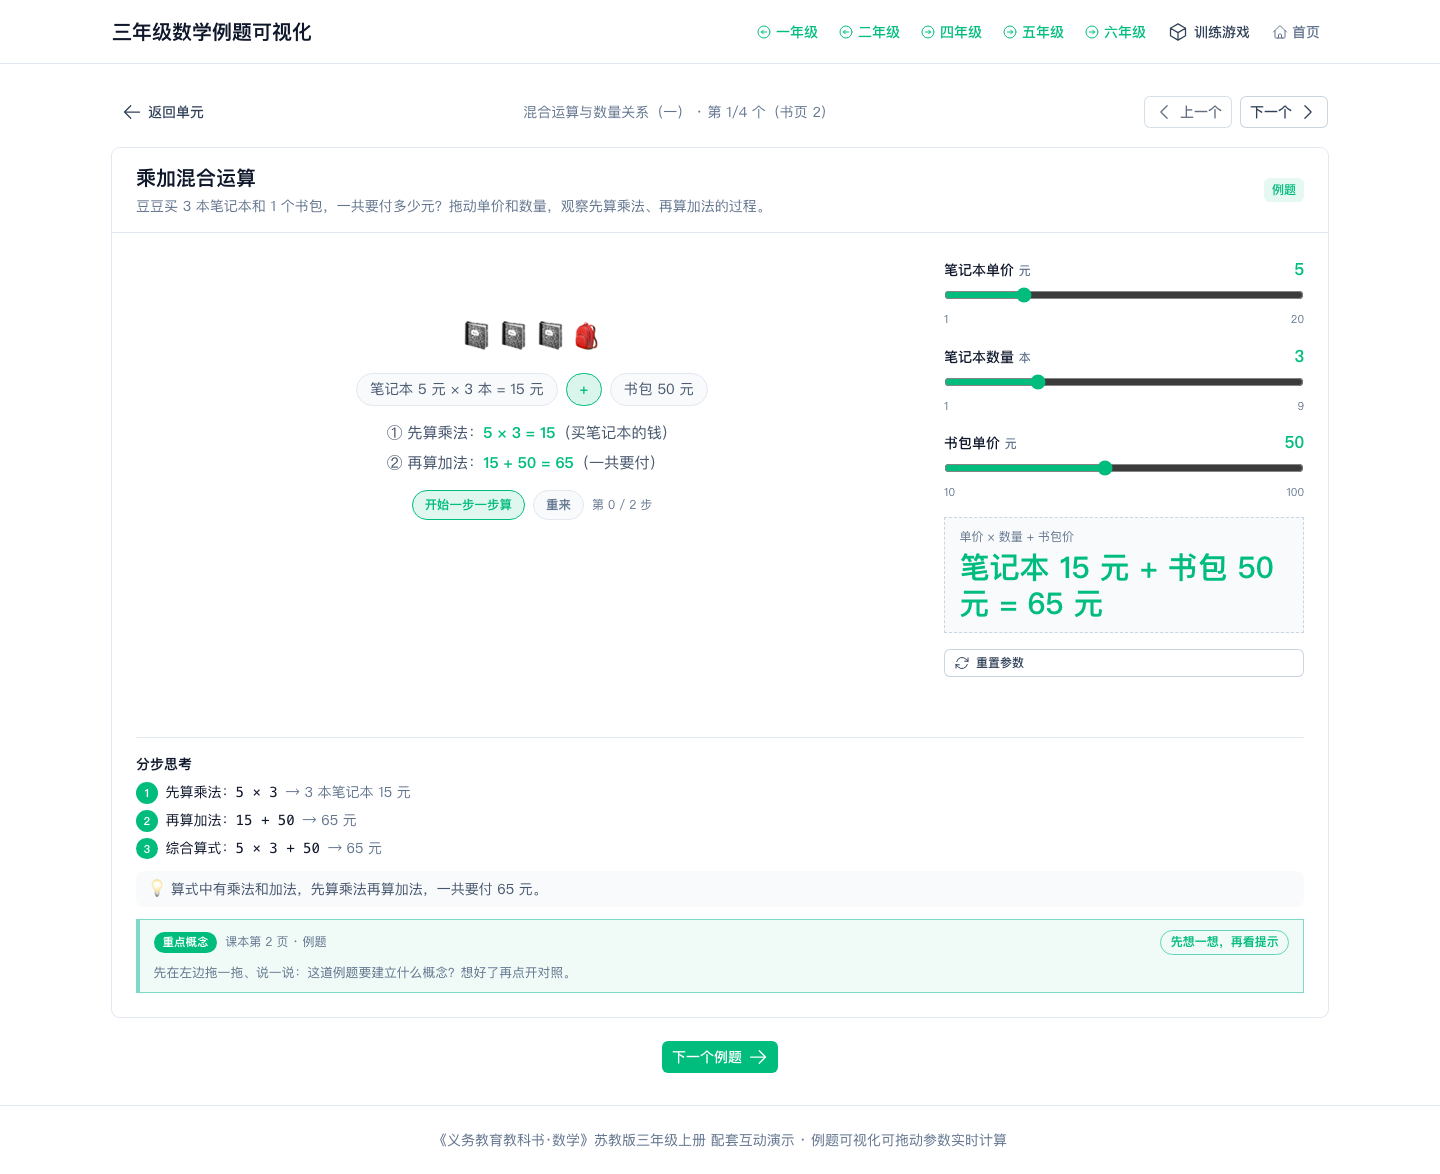 三年级数学例题可视化
一年级 二年级 四年级 五年级 六年级 训练游戏 首页
返回单元 混合运算与数量关系（一） · 第 1/4 个（书页 2） 上一个 下一个
乘加混合运算
豆豆买 3 本笔记本和 1 个书包，一共要付多少元？拖动单价和数量，观察先算乘法、再算加法的过程。
例题
笔记本 5 元 × 3 本 = 15 元 + 书包 50 元
① 先算乘法：5 × 3 = 15（买笔记本的钱）
② 再算加法：15 + 50 = 65（一共要付）
开始一步一步算 重来 第 0 / 2 步
笔记本单价 元 5
1 20
笔记本数量 本 3
1 9
书包单价 元 50
10 100
单价 × 数量 + 书包价
笔记本 15 元 + 书包 50
元 = 65 元
重置参数
分步思考
1 先算乘法：5 × 3 → 3 本笔记本 15 元
2 再算加法：15 + 50 → 65 元
3 综合算式：5 × 3 + 50 → 65 元
💡 算式中有乘法和加法，先算乘法再算加法，一共要付 65 元。
重点概念 课本第 2 页 · 例题 先想一想，再看提示
先在左边拖一拖、说一说：这道例题要建立什么概念？想好了再点开对照。
下一个例题 →
《义务教育教科书·数学》苏教版三年级上册 配套互动演示 · 例题可视化可拖动参数实时计算